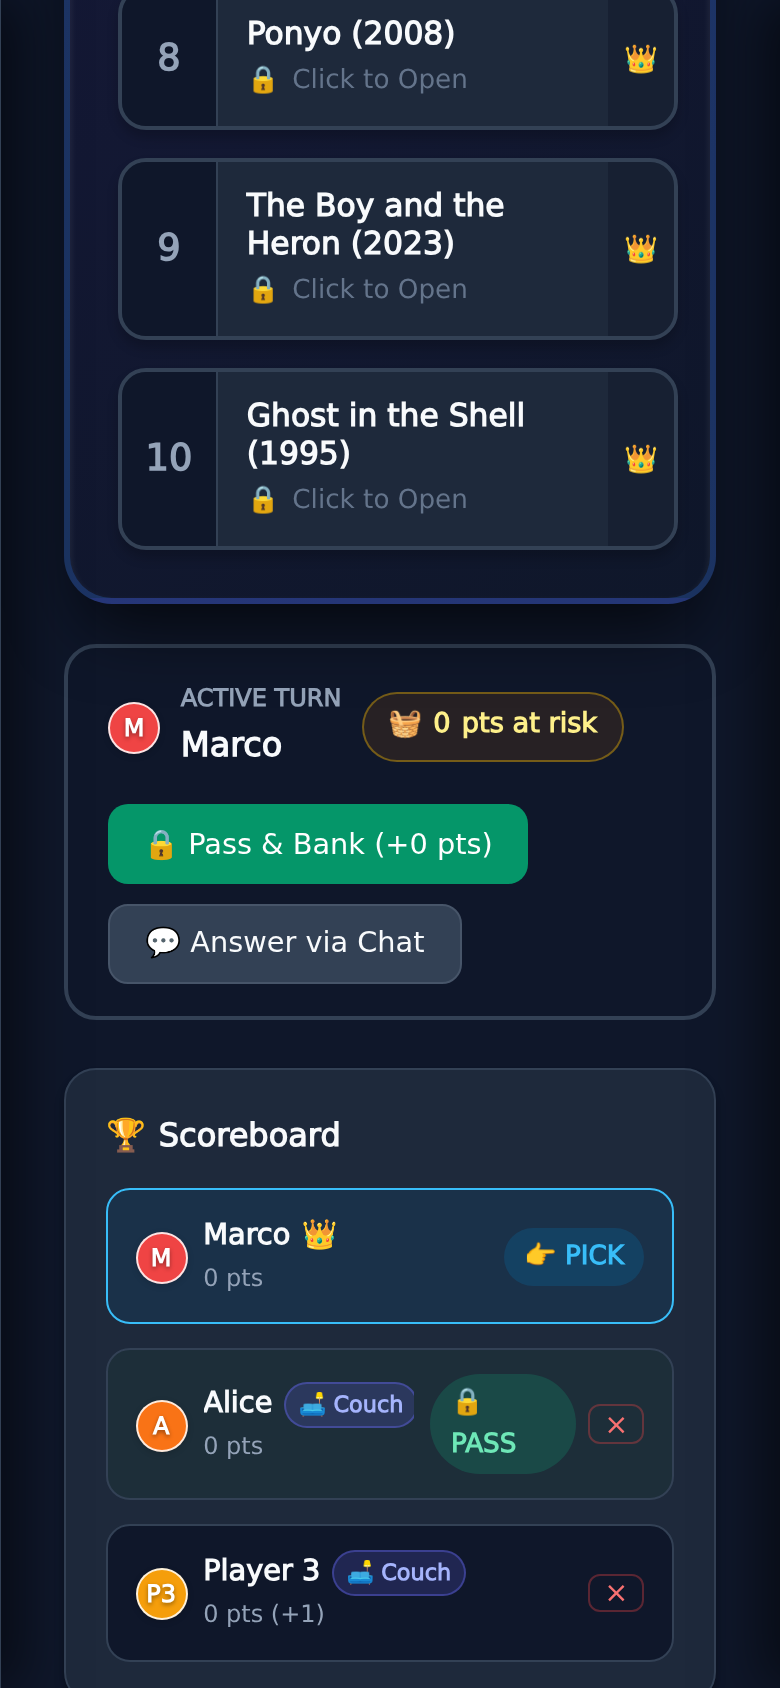 8
Ponyo (2008)
🔒 Click to Open
👑
9
The Boy and the
Heron (2023)
🔒 Click to Open
👑
10
Ghost in the Shell
(1995)
🔒 Click to Open
👑
M
ACTIVE TURN
Marco
🧺 0 pts at risk
🔒 Pass & Bank (+0 pts)
💬 Answer via Chat
🏆 Scoreboard
M
Marco 👑
0 pts
👉 PICK
A
Alice
🛋️ Couch
0 pts
🔒
PASS
✕
P3
Player 3
🛋️ Couch
0 pts (+1)
✕